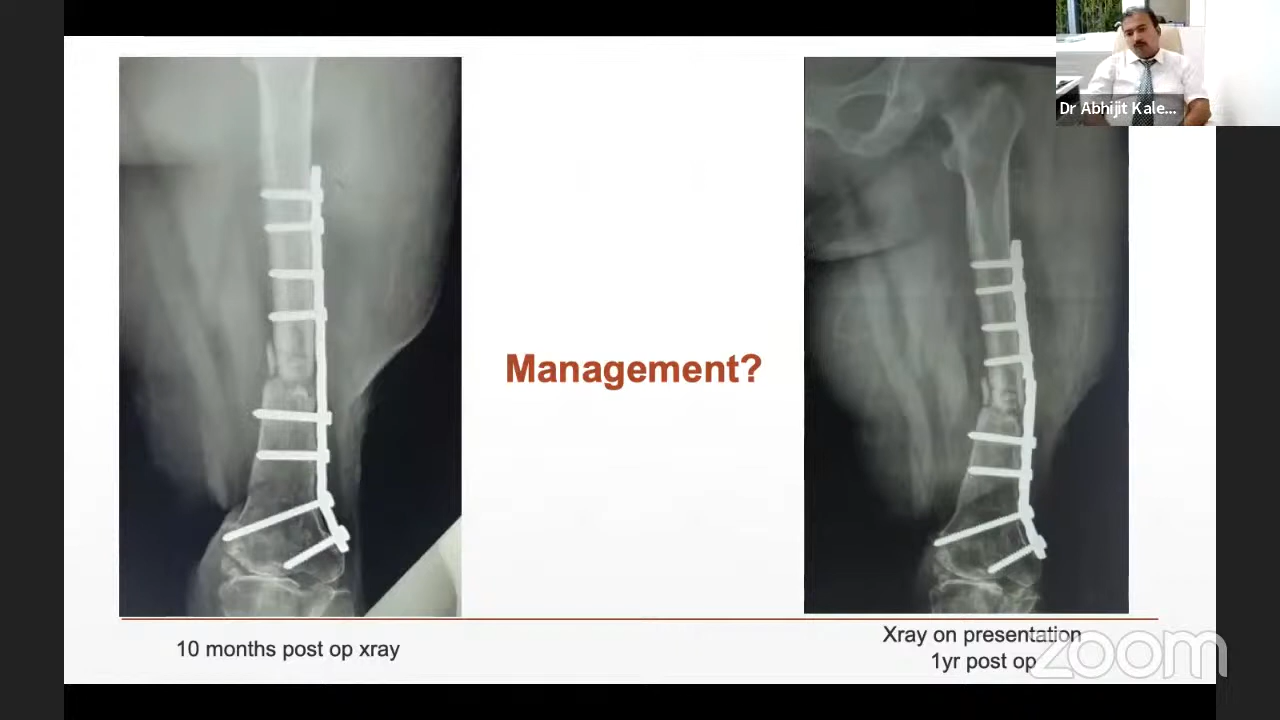 Dr Abhijit Kale...
Management?
10 months post op xray
Xray on presentation
1yr post op
zoom